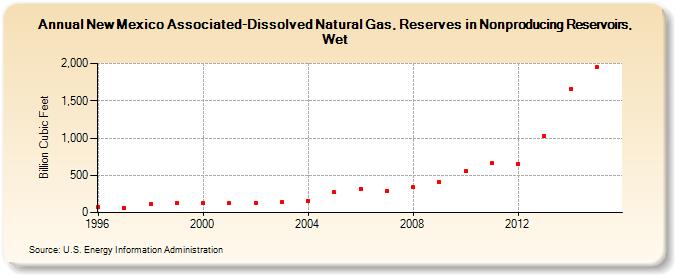 Annual New Mexico Associated-Dissolved Natural Gas, Reserves in Nonproducing Reservoirs,
Wet
Billion Cubic Feet
2,000
1,500
1,000
500
0
1996
2000
2004
2008
2012
Source: U.S. Energy Information Administration